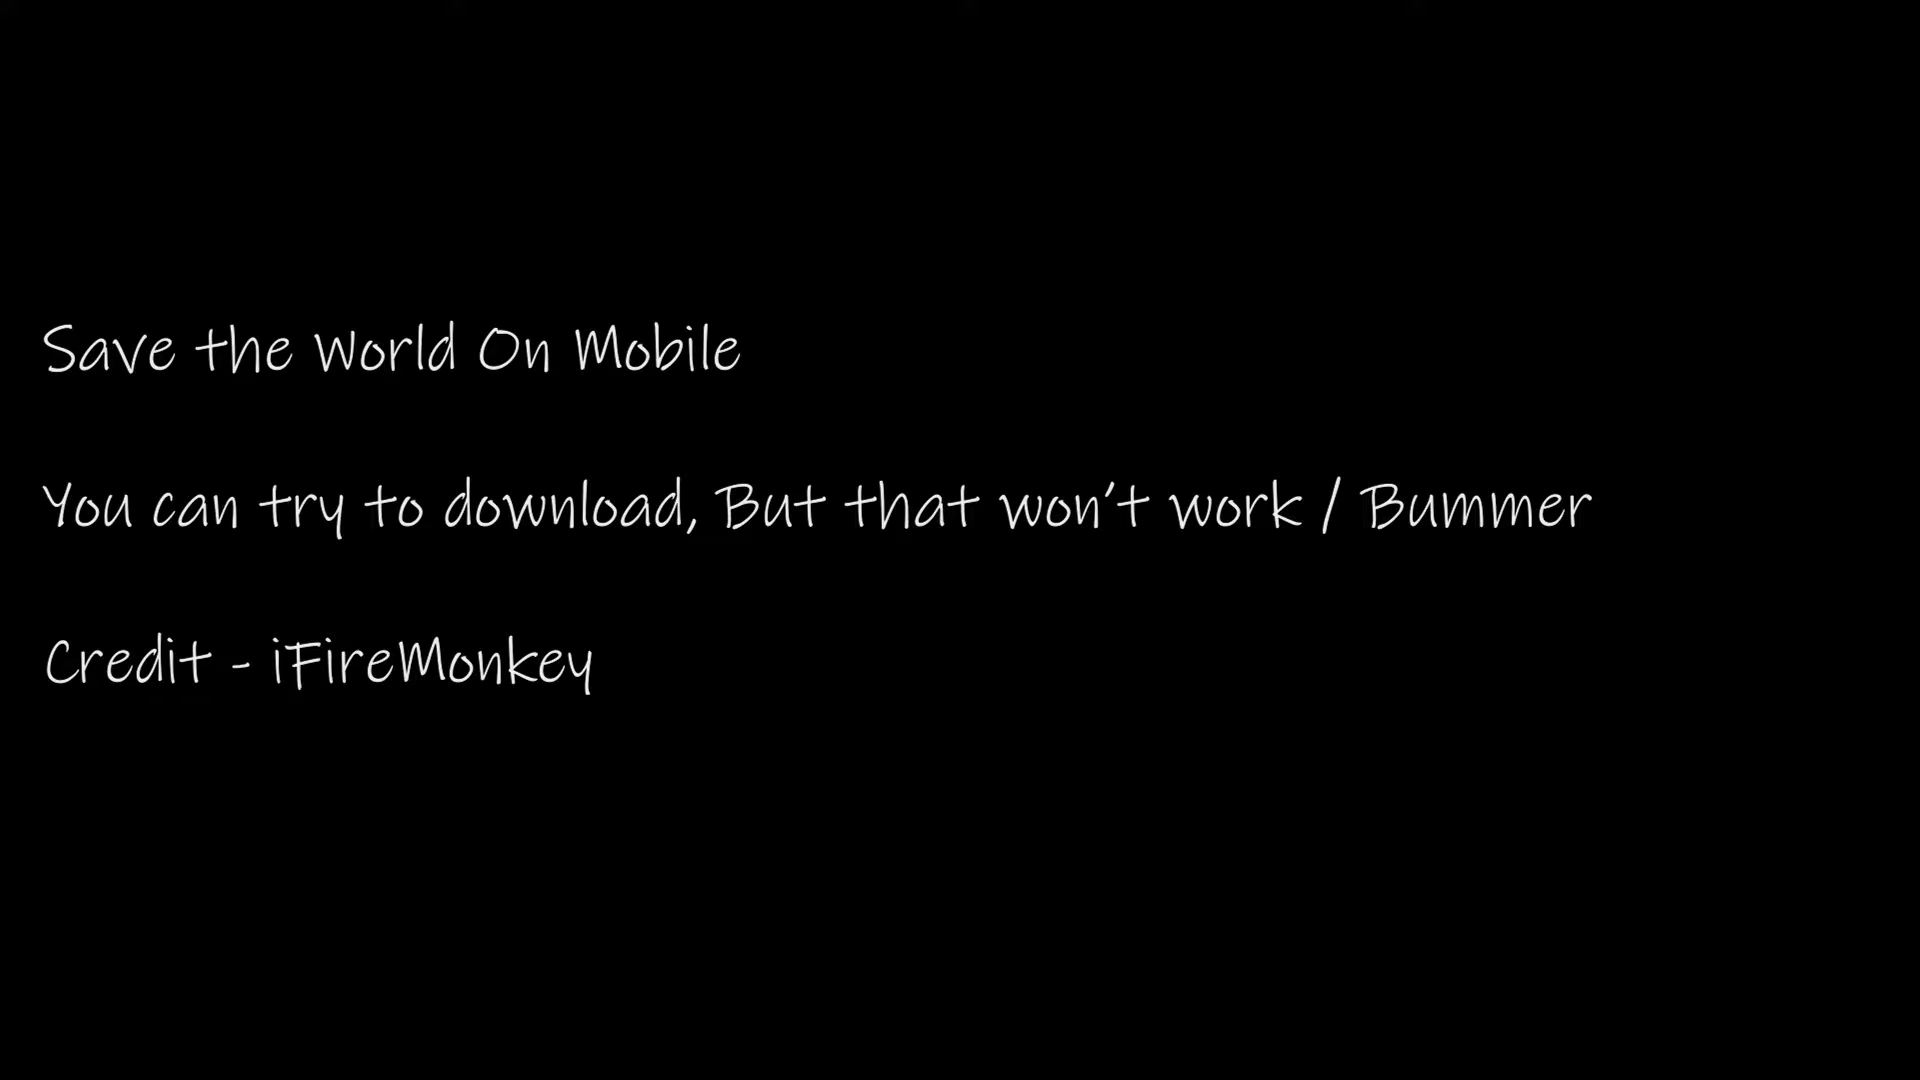 Save the World On Mobile
You can try to download, But that won't work / Bummer
Credit - iFireMonkey